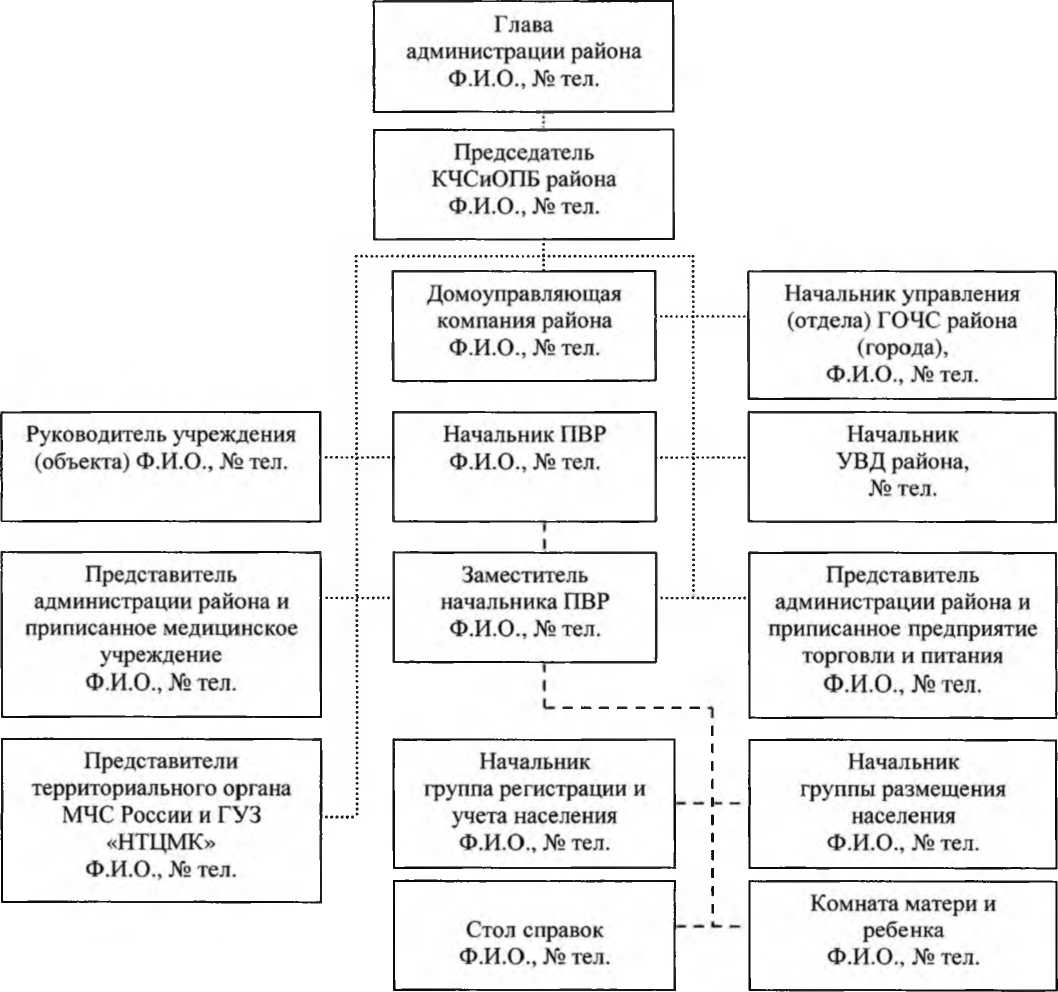 Глава
администрации района
Ф.И.О., № тел.
Председатель
КЧСиОПБ района
Ф.И.О., № тел.
Домоуправляющая
компания района
Ф.И.О., № тел.
Начальник управления
(отдела) ГОЧС района
(города),
Ф.И.О., № тел.
Руководитель учреждения
(объекта) Ф.И.О., № тел.
Начальник ПВР
Ф.И.О., № тел.
Начальник
УВД района,
№ тел.
Представитель
администрации района и
приписанное медицинское
учреждение
Ф.И.О., № тел.
Заместитель
начальника ПВР
Ф.И.О., № тел.
Представитель
администрации района и
приписанное предприятие
торговли и питания
Ф.И.О., № тел.
Представители
территориального органа
МЧС России и ГУЗ
«НТЦМК»
Ф.И.О., № тел.
Начальник
группа регистрации и
учета населения
Ф.И.О., № тел.
Начальник
группы размещения
населения
Ф.И.О., № тел.
Стол справок
Ф.И.О., № тел.
Комната матери и
ребенка
Ф.И.О., № тел.